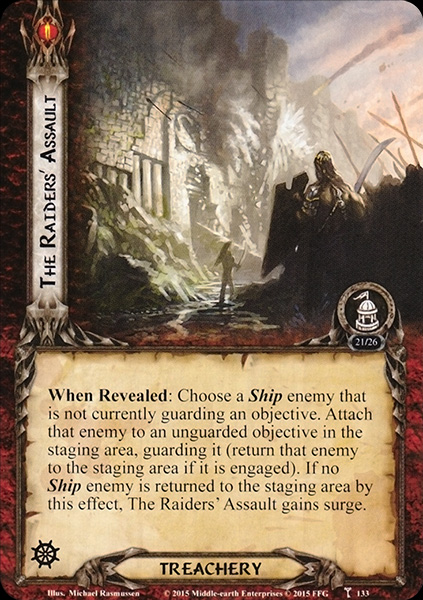 THE RAIDERS' ASSAULT
21/26
When Revealed: Choose a Ship enemy that
is not currently guarding an objective. Attach
that enemy to an unguarded objective in the
staging area, guarding it (return that enemy
to the staging area if it is engaged). If no
Ship enemy is returned to the staging area by
this effect, The Raiders' Assault gains surge.
TREACHERY
Illus. Michael Rasmussen © 2015 Middle-earth Enterprises © 2015 FFG 133